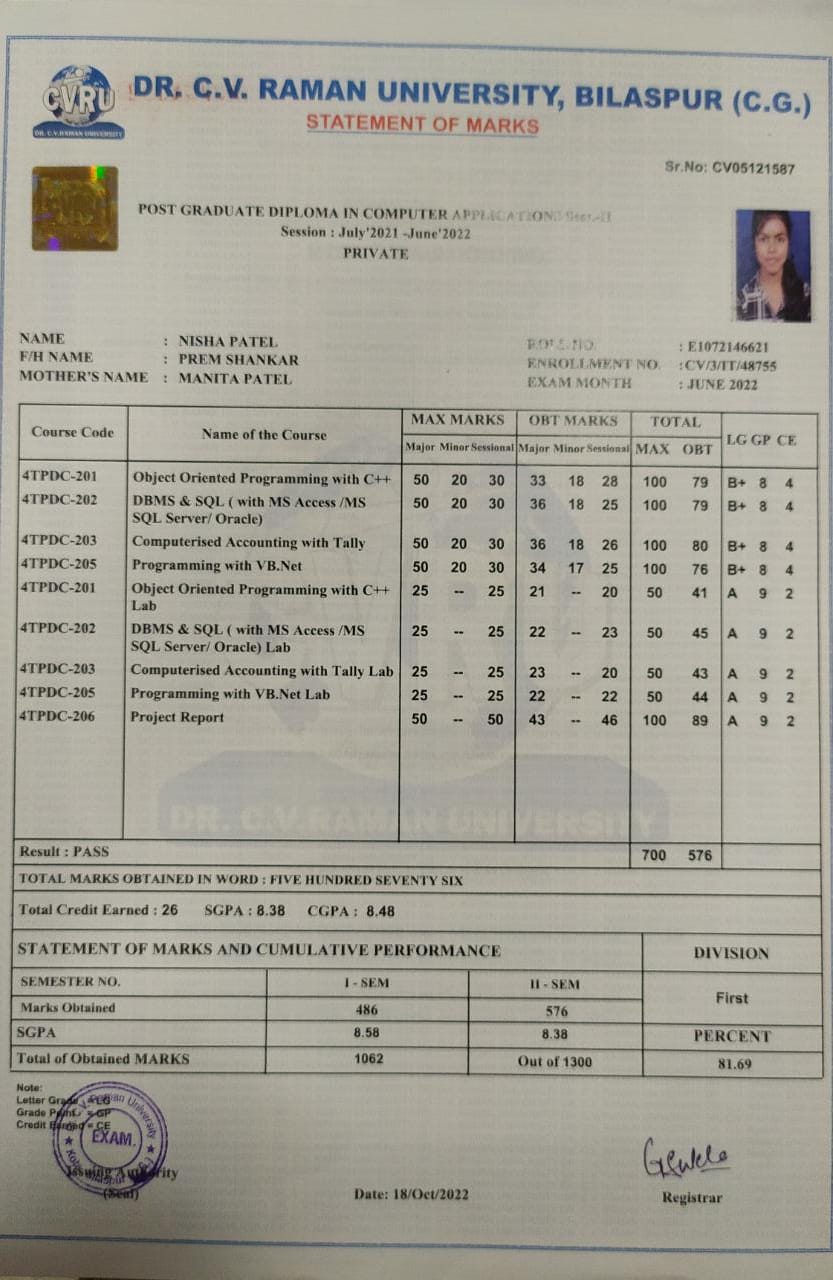 CVRU
DR. C.V. RAMAN UNIVERSITY
DR. C.V. RAMAN UNIVERSITY, BILASPUR (C.G.)
STATEMENT OF MARKS
Sr.No: CV05121587
POST GRADUATE DIPLOMA IN COMPUTER APPLICATION Sem.-II
Session : July'2021 -June'2022
PRIVATE
NAME : NISHA PATEL
F/H NAME : PREM SHANKAR
MOTHER'S NAME : MANITA PATEL
ROLL NO. : E1072146621
ENROLLMENT NO. : CV/3/IT/48755
EXAM MONTH : JUNE 2022
Course Code Name of the Course MAX MARKS OBT MARKS TOTAL LG GP CE
Major Minor Sessional Major Minor Sessional MAX OBT
4TPDC-201 Object Oriented Programming with C++ 50 20 30 33 18 28 100 79 B+ 8 4
4TPDC-202 DBMS & SQL ( with MS Access /MS 50 20 30 36 18 25 100 79 B+ 8 4
SQL Server/ Oracle)
4TPDC-203 Computerised Accounting with Tally 50 20 30 36 18 26 100 80 B+ 8 4
4TPDC-205 Programming with VB.Net 50 20 30 34 17 25 100 76 B+ 8 4
4TPDC-201 Object Oriented Programming with C++ 25 -- 25 21 -- 20 50 41 A 9 2
Lab
4TPDC-202 DBMS & SQL ( with MS Access /MS 25 -- 25 22 -- 23 50 45 A 9 2
SQL Server/ Oracle) Lab
4TPDC-203 Computerised Accounting with Tally Lab 25 -- 25 23 -- 20 50 43 A 9 2
4TPDC-205 Programming with VB.Net Lab 25 -- 25 22 -- 22 50 44 A 9 2
4TPDC-206 Project Report 50 -- 50 43 -- 46 100 89 A 9 2
DR. C.V.RAMAN UNIVERSITY
Result : PASS 700 576
TOTAL MARKS OBTAINED IN WORD : FIVE HUNDRED SEVENTY SIX
Total Credit Earned : 26 SGPA : 8.38 CGPA : 8.48
STATEMENT OF MARKS AND CUMULATIVE PERFORMANCE DIVISION
SEMESTER NO. I - SEM II - SEM First
Marks Obtained 486 576
SGPA 8.58 8.38 PERCENT
Total of Obtained MARKS 1062 Out of 1300 81.69
Note:
Letter Grade = LG
Grade Point = GP
Credit Earned = CE
Raman University
EXAM.
Issuing Authority
(Seal)
Date: 18/Oct/2022
Registrar